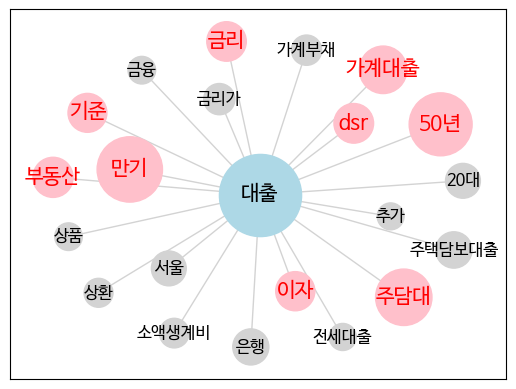 금리
가계부채
금융
가계대출
금리가
기준
dsr
50년
만기
부동산
20대
대출
추가
상품
주택담보대출
서울
상환
이자
주담대
소액생계비
전세대출
은행